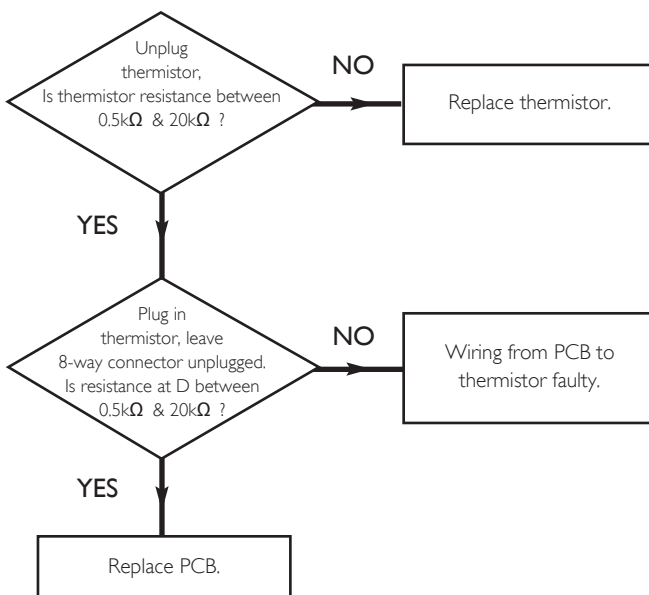 Unplug
thermistor,
Is thermistor resistance between
0.5kΩ & 20kΩ ?
NO
Replace thermistor.
YES
Plug in
thermistor, leave
8-way connector unplugged.
Is resistance at D between
0.5kΩ & 20kΩ ?
NO
Wiring from PCB to
thermistor faulty.
YES
Replace PCB.